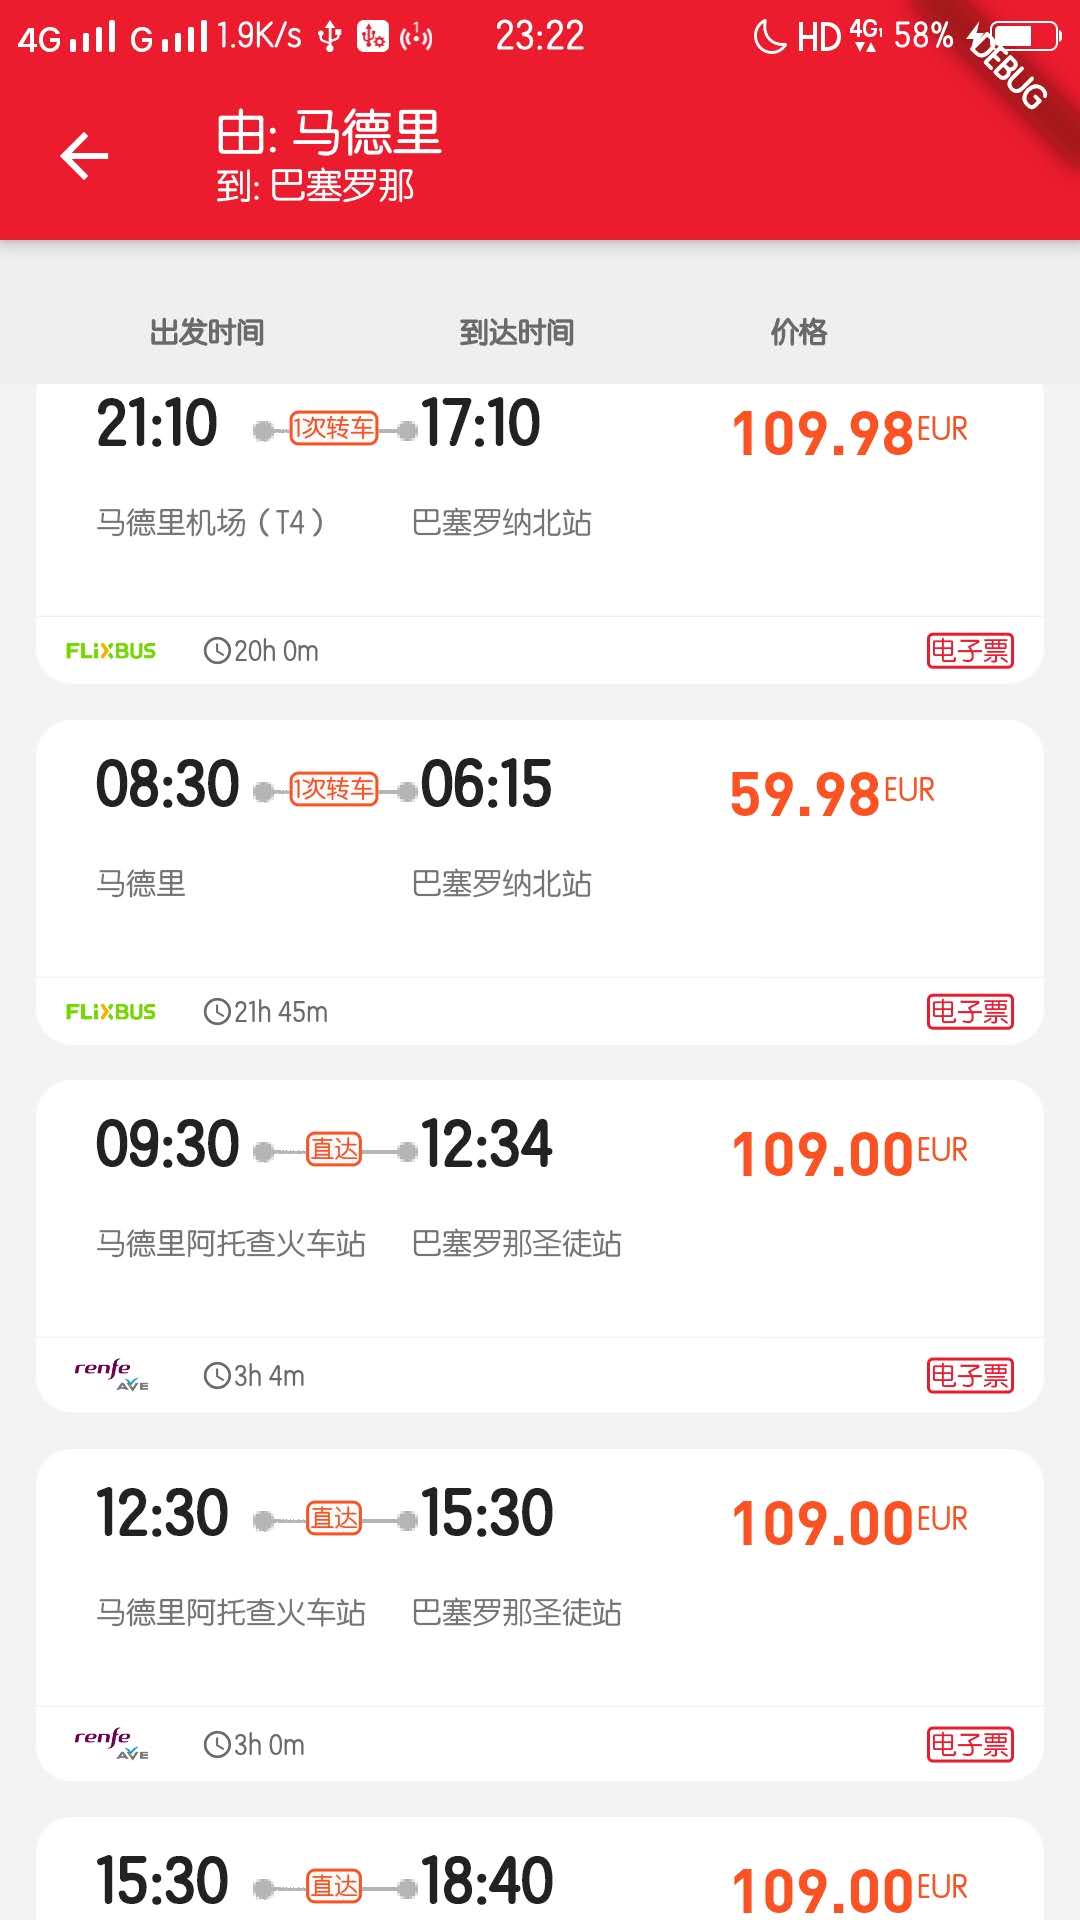 4G G 1.9K/s 23:22 HD 4G 58%
DEBUG
由: 马德里
到: 巴塞罗那
出发时间 到达时间 价格
21:10 1次转车 17:10 109.98EUR
马德里机场（T4） 巴塞罗纳北站
FLiXBUS 20h 0m 电子票
08:30 1次转车 06:15 59.98EUR
马德里 巴塞罗纳北站
FLiXBUS 21h 45m 电子票
09:30 直达 12:34 109.00EUR
马德里阿托查火车站 巴塞罗那圣徒站
renfe AVE 3h 4m 电子票
12:30 直达 15:30 109.00EUR
马德里阿托查火车站 巴塞罗那圣徒站
renfe AVE 3h 0m 电子票
15:30 直达 18:40 109.00EUR